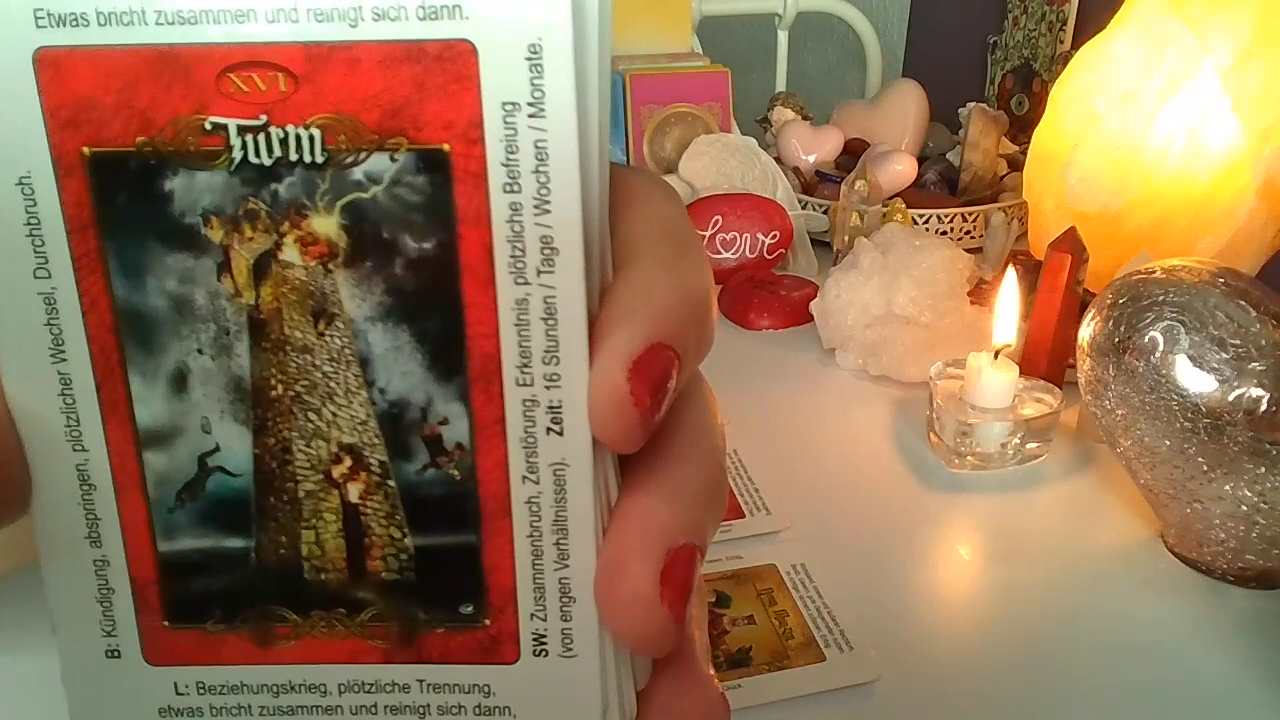 Etwas bricht zusammen und reinigt sich dann.
XVI
Turm
B: Kündigung, abspringen, plötzlicher Wechsel, Durchbruch.
SW: Zusammenbruch, Zerstörung, Erkenntnis, plötzliche Befreiung
(von engen Verhältnissen). Zeit: 16 Stunden / Tage / Wochen / Monate.
L: Beziehungskrieg, plötzliche Trennung,
etwas bricht zusammen und reinigt sich dann,
Love